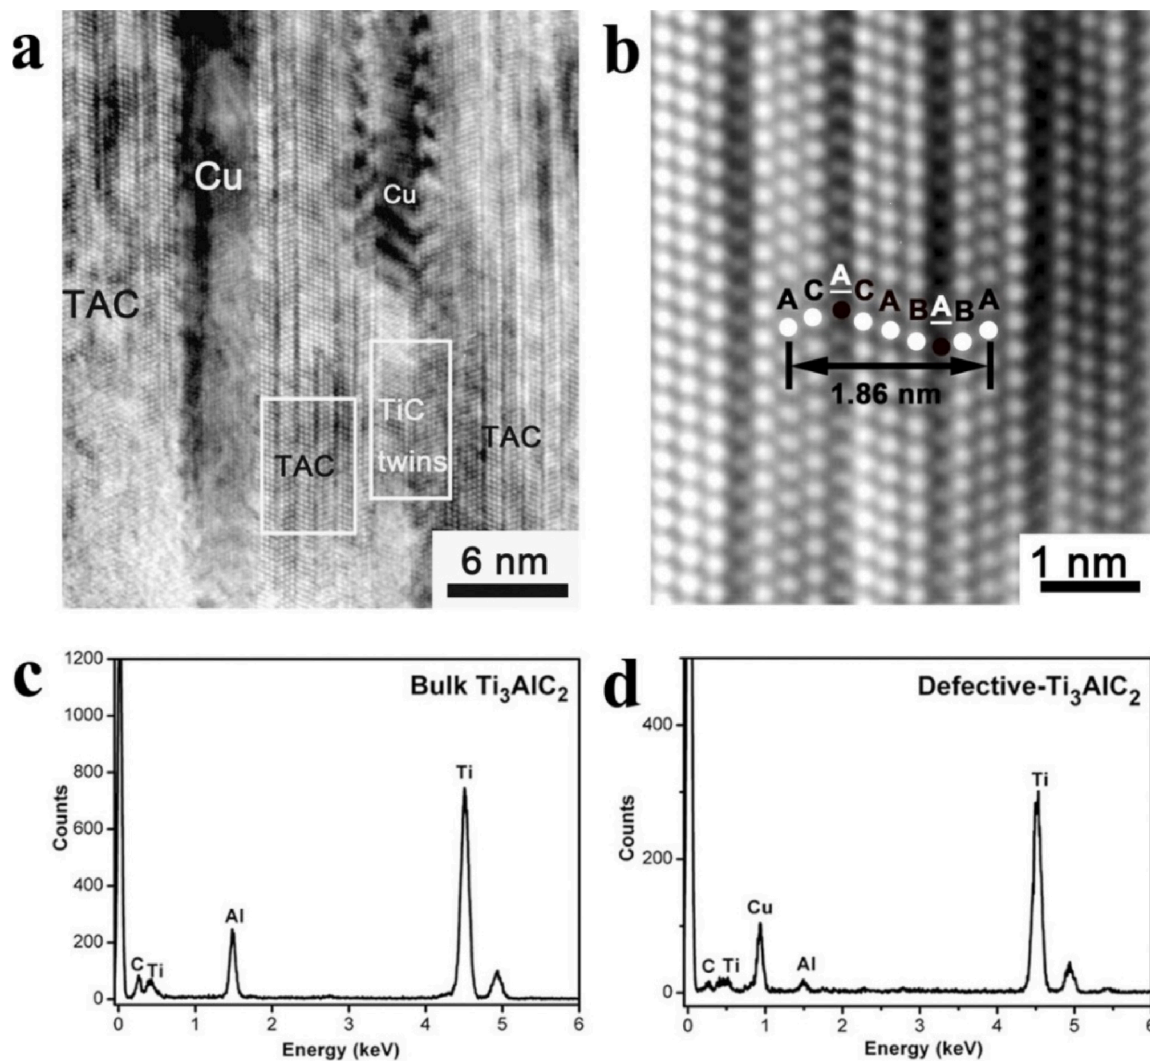 a
Cu
Cu
TAC
TiC
twins
TAC
TAC
6 nm
b
A C A C A B A B A
1.86 nm
1 nm
c
Bulk Ti₃AlC₂
1200
1000
800
600
400
200
0
Counts
C
Ti
Al
Ti
0 1 2 3 4 5 6
Energy (keV)
d
Defective-Ti₃AlC₂
400
200
0
Counts
C
Ti
Cu
Al
Ti
0 1 2 3 4 5 6
Energy (keV)